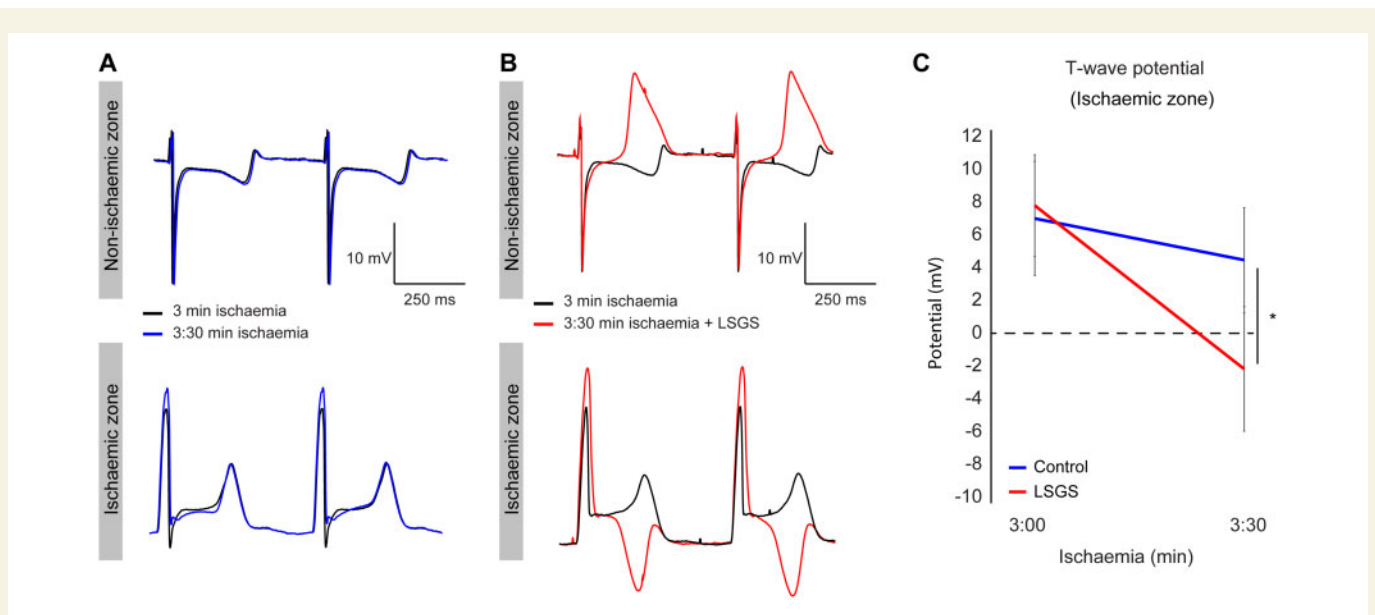 A
Non-ischaemic zone
10 mV
250 ms
3 min ischaemia
3:30 min ischaemia
Ischaemic zone
B
Non-ischaemic zone
10 mV
250 ms
3 min ischaemia
3:30 min ischaemia + LSGS
Ischaemic zone
C
T-wave potential
(Ischaemic zone)
Potential (mV)
12
10
8
6
4
2
0
-2
-4
-6
-8
-10
*
Control
LSGS
3:00 3:30
Ischaemia (min)